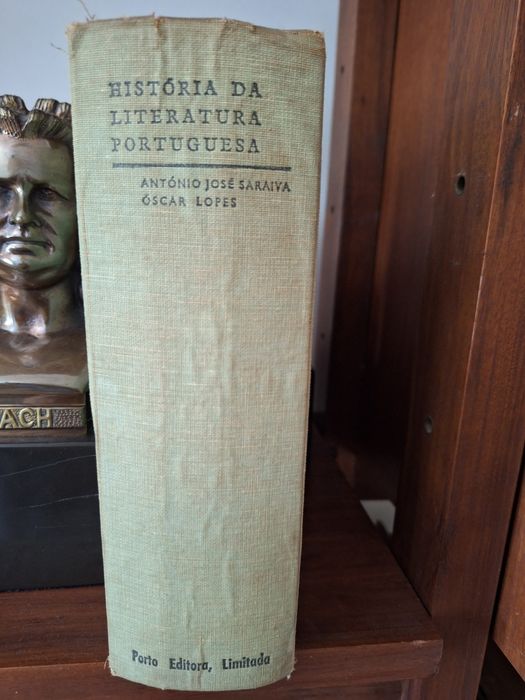 HISTÓRIA DA
LITERATURA
PORTUGUESA
ANTÓNIO JOSÉ SARAIVA
ÓSCAR LOPES
Porto Editora, Limitada
ACH